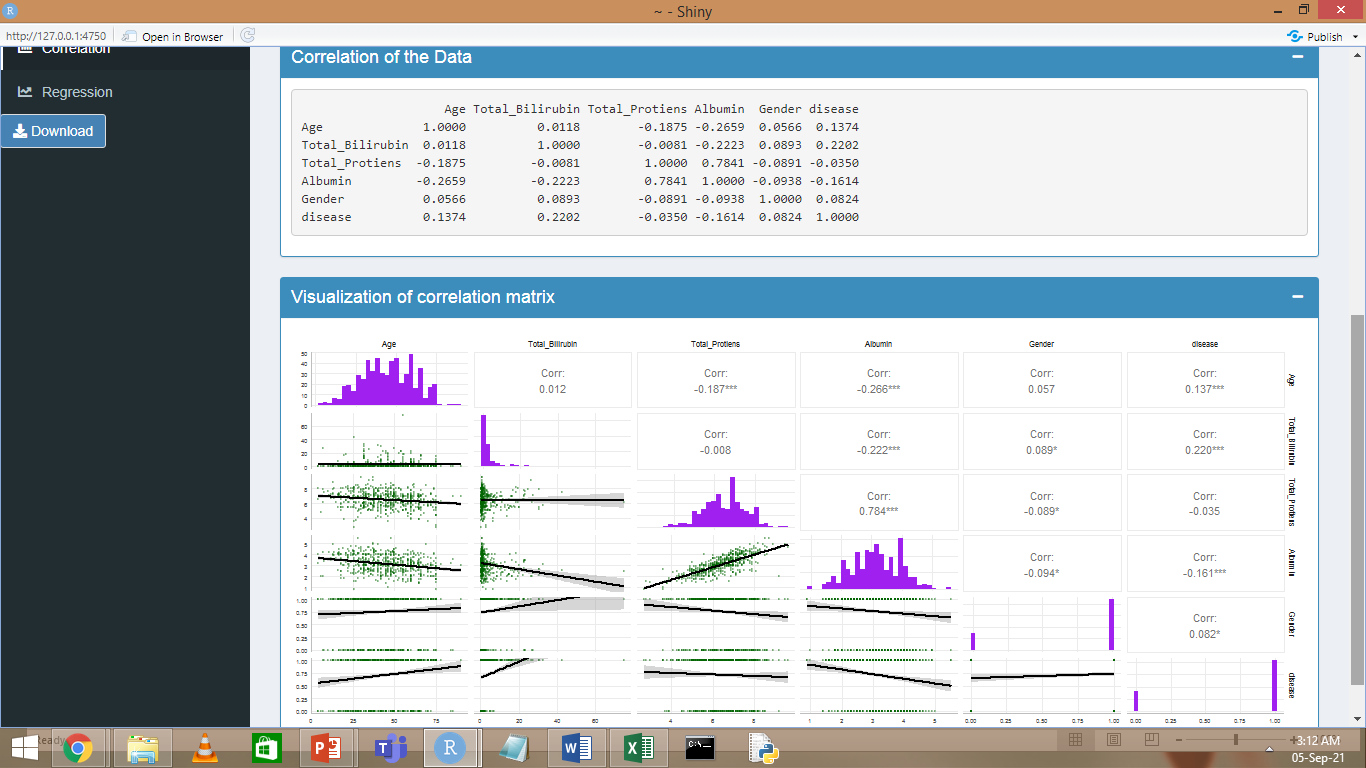 ~ - Shiny
http://127.0.0.1:4750 Open in Browser Publish
Correlation
Regression
Download
Correlation of the Data
Age Total_Bilirubin Total_Protiens Albumin Gender disease
Age 1.0000 0.0118 -0.1875 -0.2659 0.0566 0.1374
Total_Bilirubin 0.0118 1.0000 -0.0081 -0.2223 0.0893 0.2202
Total_Protiens -0.1875 -0.0081 1.0000 0.7841 -0.0891 -0.0350
Albumin -0.2659 -0.2223 0.7841 1.0000 -0.0938 -0.1614
Gender 0.0566 0.0893 -0.0891 -0.0938 1.0000 0.0824
disease 0.1374 0.2202 -0.0350 -0.1614 0.0824 1.0000
Visualization of correlation matrix
Age Total_Bilirubin Total_Protiens Albumin Gender disease
50
40
30
20
10
0
Corr: Corr: Corr: Corr: Corr:
0.012 -0.187*** -0.266*** 0.057 0.137***
Age
60
40
20
0
Corr: Corr: Corr: Corr:
-0.008 -0.222*** 0.089* 0.220***
Total_Bilirubin
8
6
4
Corr: Corr: Corr:
0.784*** -0.089* -0.035
Total_Protiens
5
4
3
2
1
Corr: Corr:
-0.094* -0.161***
Albumin
1.00
0.75
0.50
0.25
0.00
Corr:
0.082*
Gender
1.00
0.75
0.50
0.25
0.00
disease
0 25 50 75 0 20 40 60 4 6 8 1 2 3 4 5 0.00 0.25 0.50 0.75 1.00 0.00 0.25 0.50 0.75 1.00
Ready
3:12 AM
05-Sep-21